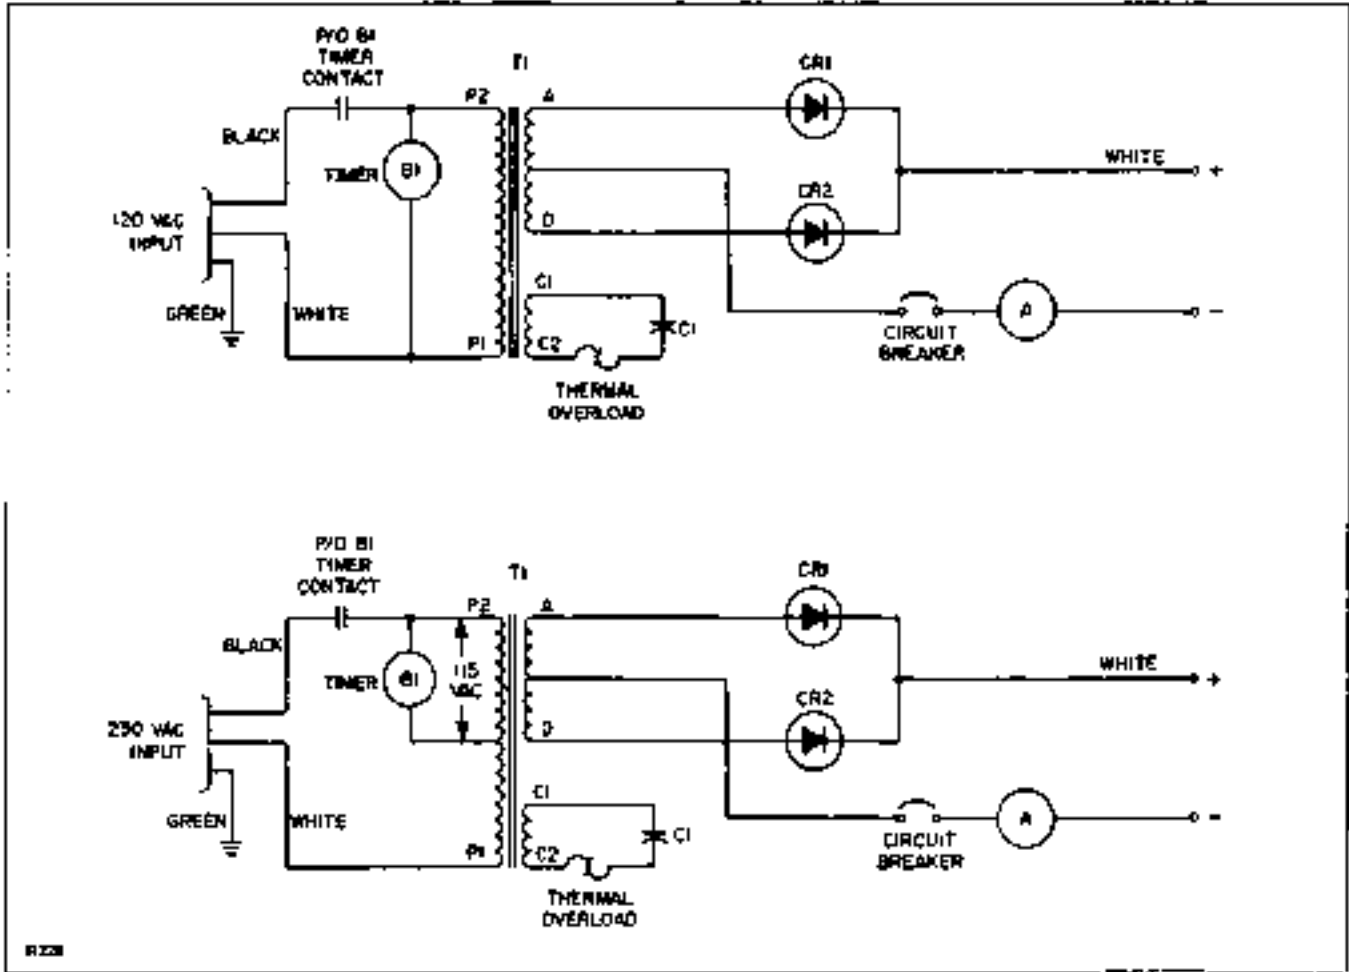 P/O B1
TIMER
CONTACT
T1
CR1
P2
A
BLACK
WHITE
+
TIMER
B1
CR2
120 VAC
INPUT
D
C1
GREEN
WHITE
P1
C2
C1
A
-
CIRCUIT
BREAKER
THERMAL
OVERLOAD
P/O B1
TIMER
CONTACT
T1
CR1
P2
A
BLACK
115
VAC
WHITE
+
TIMER
B1
CR2
230 VAC
INPUT
D
C1
GREEN
WHITE
P1
C2
C1
A
-
CIRCUIT
BREAKER
THERMAL
OVERLOAD